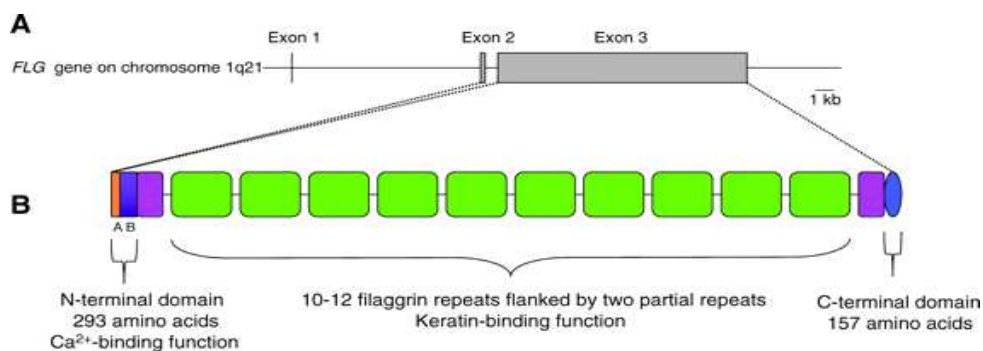 A
Exon 1
Exon 2
Exon 3
FLG gene on chromosome 1q21
1 kb
B
A B
N-terminal domain
293 amino acids
Ca²⁺-binding function
10-12 filaggrin repeats flanked by two partial repeats
Keratin-binding function
C-terminal domain
157 amino acids